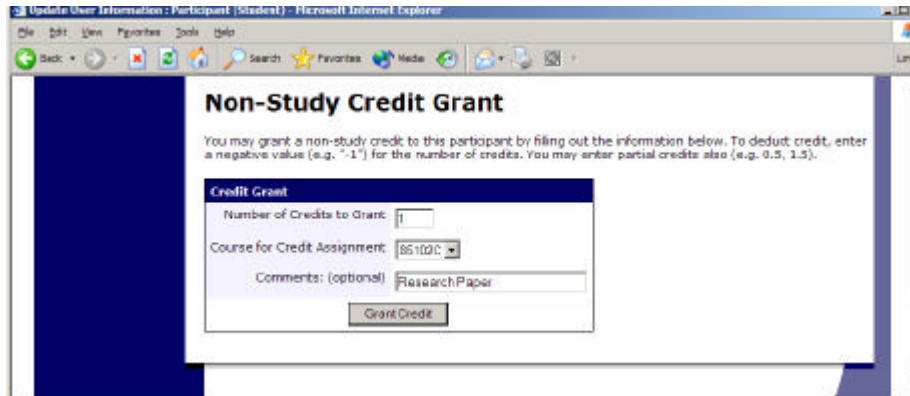 Update User Information : Participant (Student) - Microsoft Internet Explorer
File Edit View Favorites Tools Help
Back Search Favorites Media
Non-Study Credit Grant
You may grant a non-study credit to this participant by filling out the information below. To deduct credit, enter
a negative value (e.g. "-1") for the number of credits. You may enter partial credits also (e.g. 0.5, 1.5).
Credit Grant
Number of Credits to Grant 1
Course for Credit Assignment
Comments: (optional) Research Paper
Grant Credit